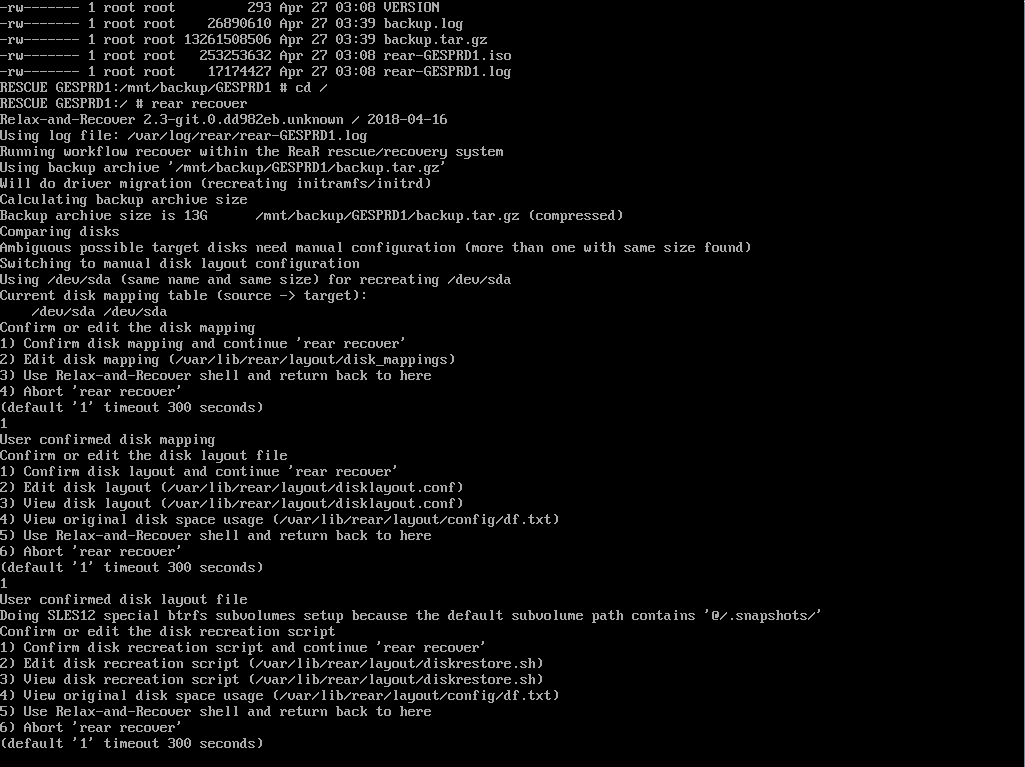 -rw------- 1 root root         293 Apr 27 03:08 VERSION
-rw------- 1 root root    26890610 Apr 27 03:39 backup.log
-rw------- 1 root root 13261508506 Apr 27 03:39 backup.tar.gz
-rw------- 1 root root   253253632 Apr 27 03:08 rear-GESPRD1.iso
-rw------- 1 root root    17174427 Apr 27 03:08 rear-GESPRD1.log
RESCUE GESPRD1:/mnt/backup/GESPRD1 # cd /
RESCUE GESPRD1:/ # rear recover
Relax-and-Recover 2.3-git.0.dd982eb.unknown / 2018-04-16
Using log file: /var/log/rear/rear-GESPRD1.log
Running workflow recover within the ReaR rescue/recovery system
Using backup archive '/mnt/backup/GESPRD1/backup.tar.gz'
Will do driver migration (recreating initramfs/initrd)
Calculating backup archive size
Backup archive size is 13G      /mnt/backup/GESPRD1/backup.tar.gz (compressed)
Comparing disks
Ambiguous possible target disks need manual configuration (more than one with same size found)
Switching to manual disk layout configuration
Using /dev/sda (same name and same size) for recreating /dev/sda
Current disk mapping table (source -> target):
    /dev/sda /dev/sda
Confirm or edit the disk mapping
1) Confirm disk mapping and continue 'rear recover'
2) Edit disk mapping (/var/lib/rear/layout/disk_mappings)
3) Use Relax-and-Recover shell and return back to here
4) Abort 'rear recover'
(default '1' timeout 300 seconds)
1
User confirmed disk mapping
Confirm or edit the disk layout file
1) Confirm disk layout and continue 'rear recover'
2) Edit disk layout (/var/lib/rear/layout/disklayout.conf)
3) View disk layout (/var/lib/rear/layout/disklayout.conf)
4) View original disk space usage (/var/lib/rear/layout/config/df.txt)
5) Use Relax-and-Recover shell and return back to here
6) Abort 'rear recover'
(default '1' timeout 300 seconds)
1
User confirmed disk layout file
Doing SLES12 special btrfs subvolumes setup because the default subvolume path contains '@/.snapshots/'
Confirm or edit the disk recreation script
1) Confirm disk recreation script and continue 'rear recover'
2) Edit disk recreation script (/var/lib/rear/layout/diskrestore.sh)
3) View disk recreation script (/var/lib/rear/layout/diskrestore.sh)
4) View original disk space usage (/var/lib/rear/layout/config/df.txt)
5) Use Relax-and-Recover shell and return back to here
6) Abort 'rear recover'
(default '1' timeout 300 seconds)